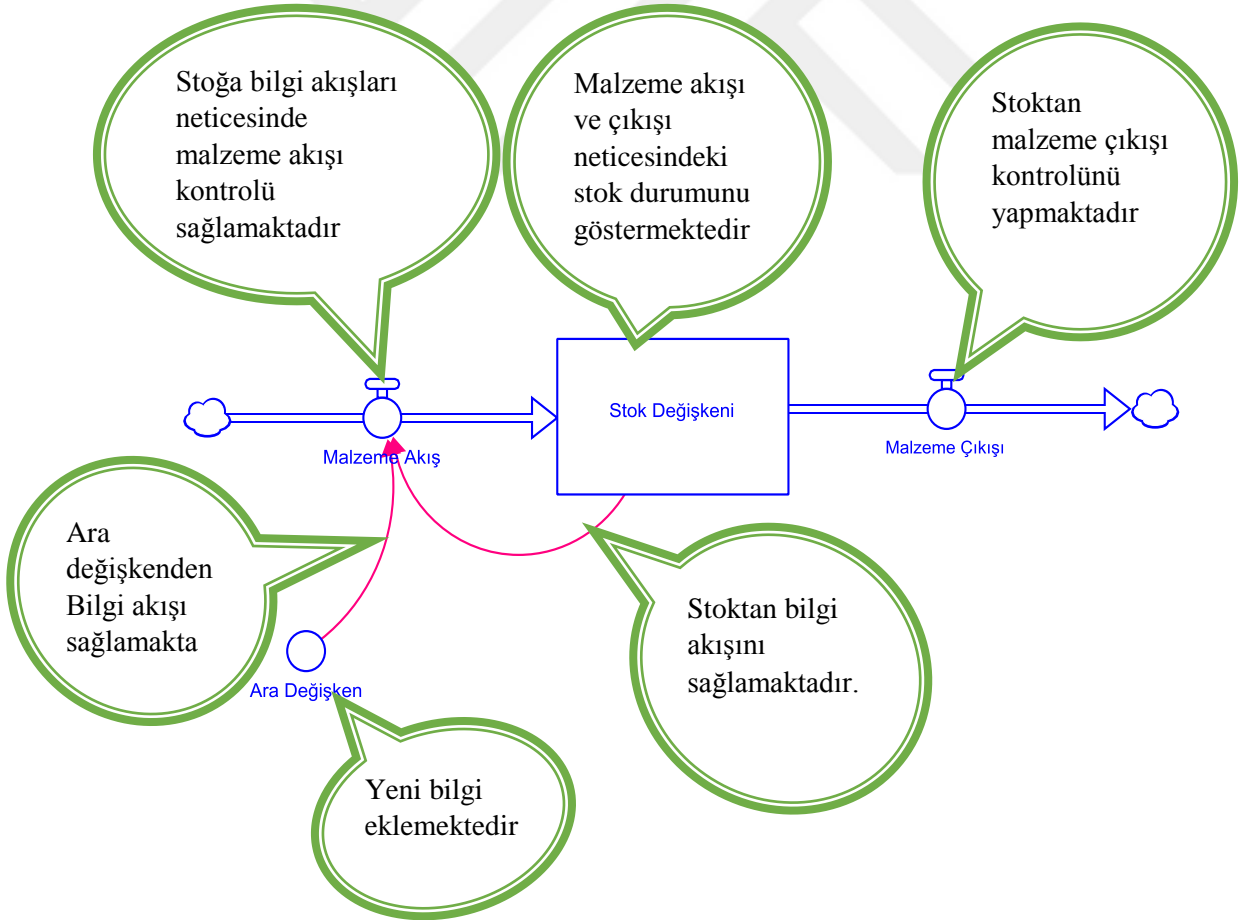 Stoğa bilgi akışları
neticesinde
malzeme akışı
kontrolü
sağlamaktadır
Malzeme akışı
ve çıkışı
neticesindeki
stok durumunu
göstermektedir
Stoktan
malzeme çıkışı
kontrolünü
yapmaktadır
Stok Değişkeni
Malzeme Akış
Malzeme Çıkışı
Ara
değişkenden
Bilgi akışı
sağlamakta
Stoktan bilgi
akışını
sağlamaktadır.
Ara Değişken
Yeni bilgi
eklemektedir